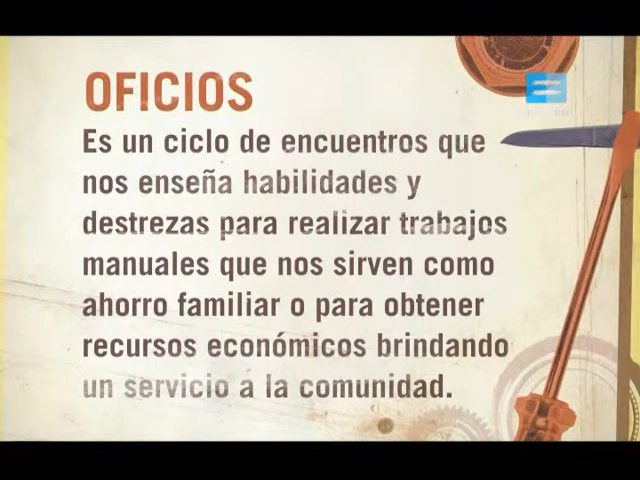 OFICIOS
Es un ciclo de encuentros que
nos enseña habilidades y
destrezas para realizar trabajos
manuales que nos sirven como
ahorro familiar o para obtener
recursos económicos brindando
un servicio a la comunidad.